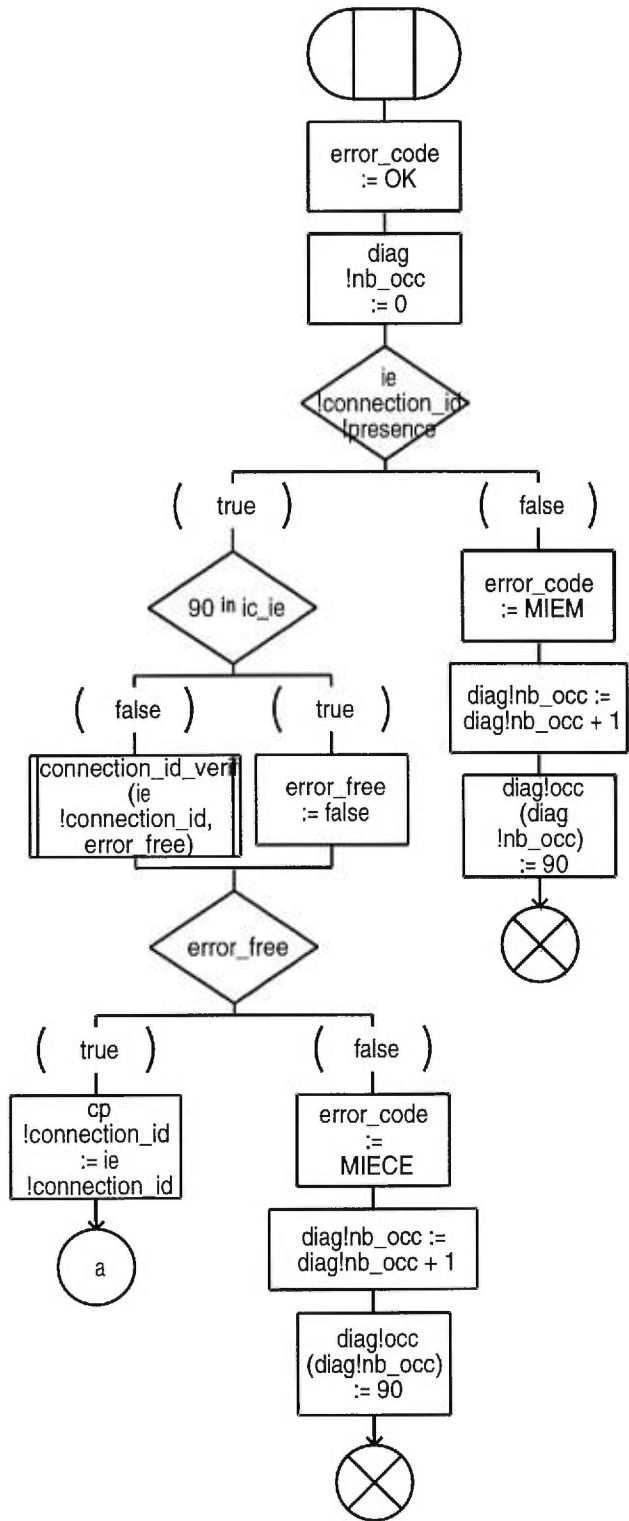 error_code
:= OK
diag
!nb_occ
:= 0
ie
!connection_id
!presence
( true )
( false )
90 in ic_ie
error_code
:= MIEM
diag!nb_occ :=
diag!nb_occ + 1
diag!occ
(diag
!nb_occ)
:= 90
( false )
( true )
connection_id_verif
(ie
!connection_id,
error_free)
error_free
:= false
error_free
( true )
( false )
cp
!connection_id
:= ie
!connection_id
a
error_code
:=
MIECE
diag!nb_occ :=
diag!nb_occ + 1
diag!occ
(diag!nb_occ)
:= 90